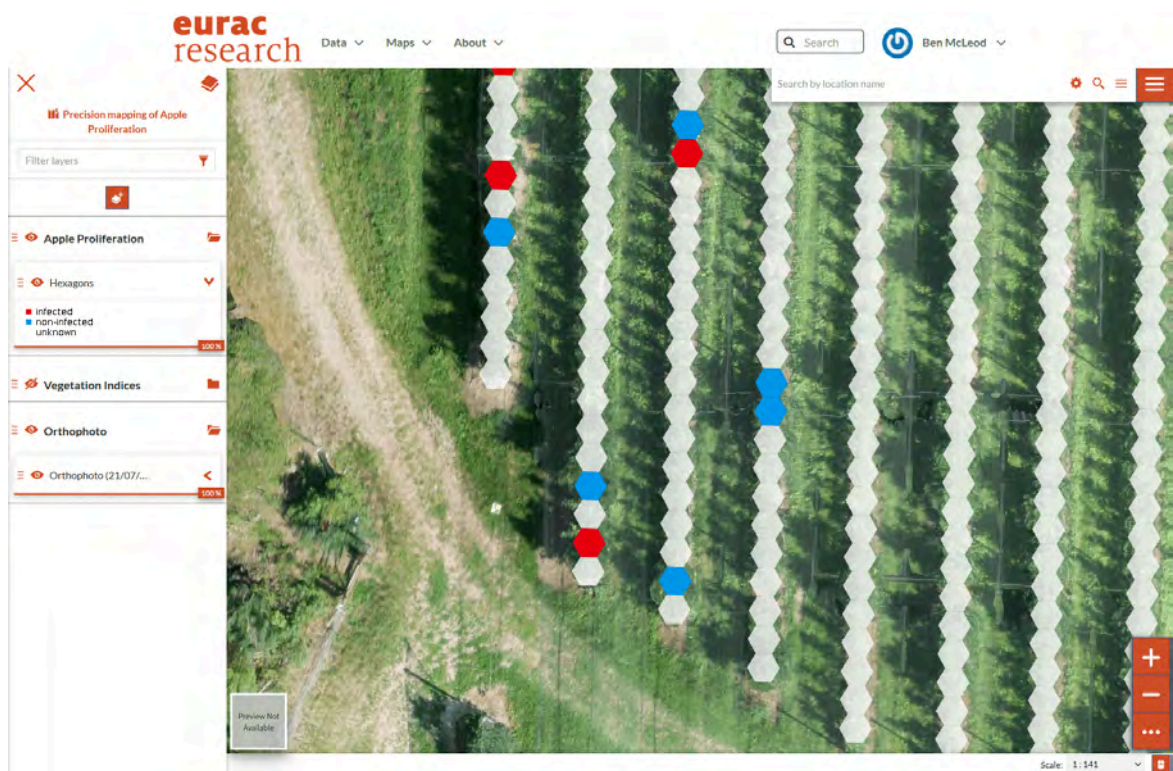 eurac
research
Data Maps About
Search
Ben McLeod
Search by location name
Precision mapping of Apple
Proliferation
Filter layers
Apple Proliferation
Hexagons
infected
non-infected
unknown
100 %
Vegetation Indices
Orthophoto
Orthophoto (21/07/...
100 %
Preview Not
Available
Scale: 1 : 141